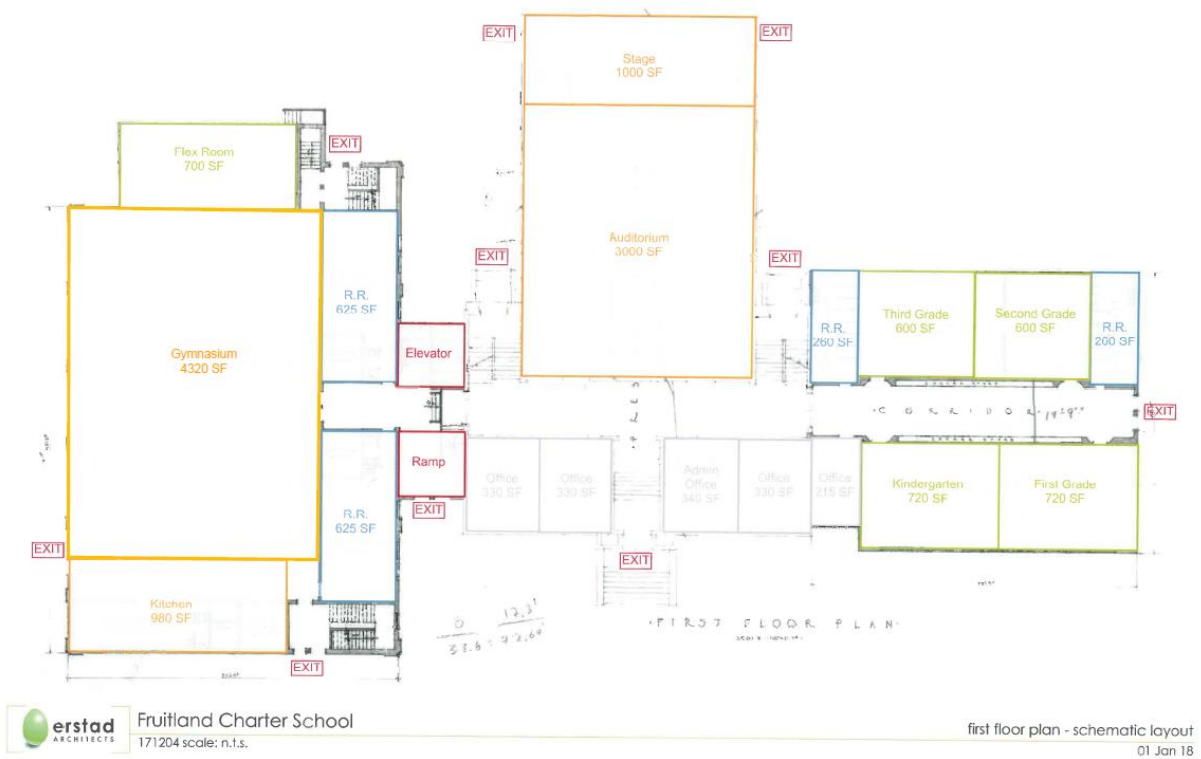 EXIT
EXIT
Stage
1000 SF
EXIT
Flex Room
700 SF
Auditorium
3000 SF
EXIT
EXIT
R.R.
625 SF
Third Grade
600 SF
Second Grade
600 SF
R.R.
260 SF
R.R.
200 SF
Elevator
Gymnasium
4320 SF
CORRIDOR
EXIT
Ramp
Office
330 SF
Office
330 SF
Admin
Office
340 SF
Office
330 SF
Office
215 SF
Kindergarten
720 SF
First Grade
720 SF
EXIT
R.R.
625 SF
EXIT
EXIT
Kitchen
980 SF
FIRST FLOOR PLAN
EXIT
erstad
ARCHITECTS
Fruitland Charter School
171204 scale: n.t.s.
first floor plan - schematic layout
01 Jan 18